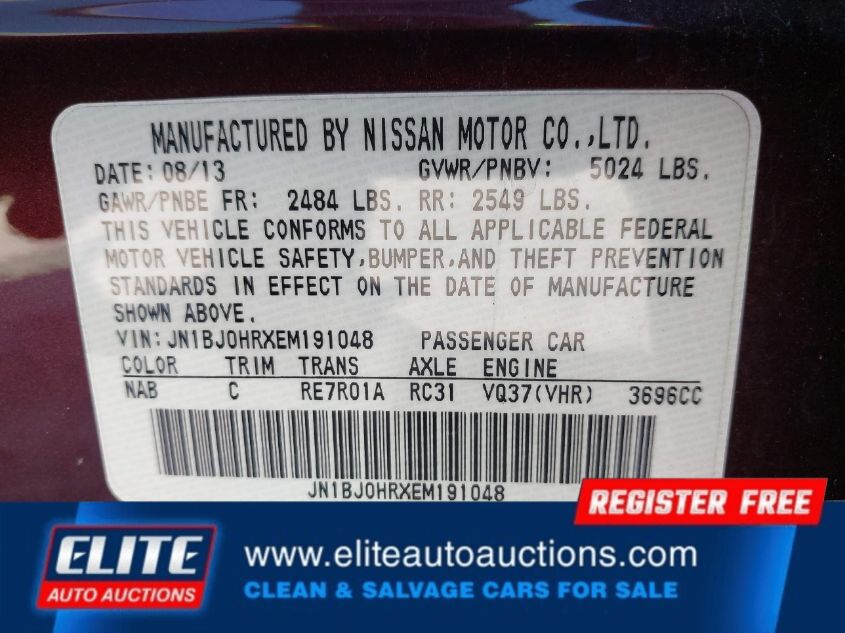 MANUFACTURED BY NISSAN MOTOR CO.,LTD.
DATE: 08/13 GVWR/PNBV: 5024 LBS.
GAWR/PNBE FR: 2484 LBS. RR: 2549 LBS.
THIS VEHICLE CONFORMS TO ALL APPLICABLE FEDERAL
MOTOR VEHICLE SAFETY,BUMPER,AND THEFT PREVENTION
STANDARDS IN EFFECT ON THE DATE OF MANUFACTURE
SHOWN ABOVE.
VIN: JN1BJ0HRXEM191048 PASSENGER CAR
COLOR TRIM TRANS AXLE ENGINE
NAB C RE7R01A RC31 VQ37(VHR) 3696CC
JN1BJ0HRXEM191048
REGISTER FREE
ELITE
AUTO AUCTIONS
www.eliteautoauctions.com
CLEAN & SALVAGE CARS FOR SALE